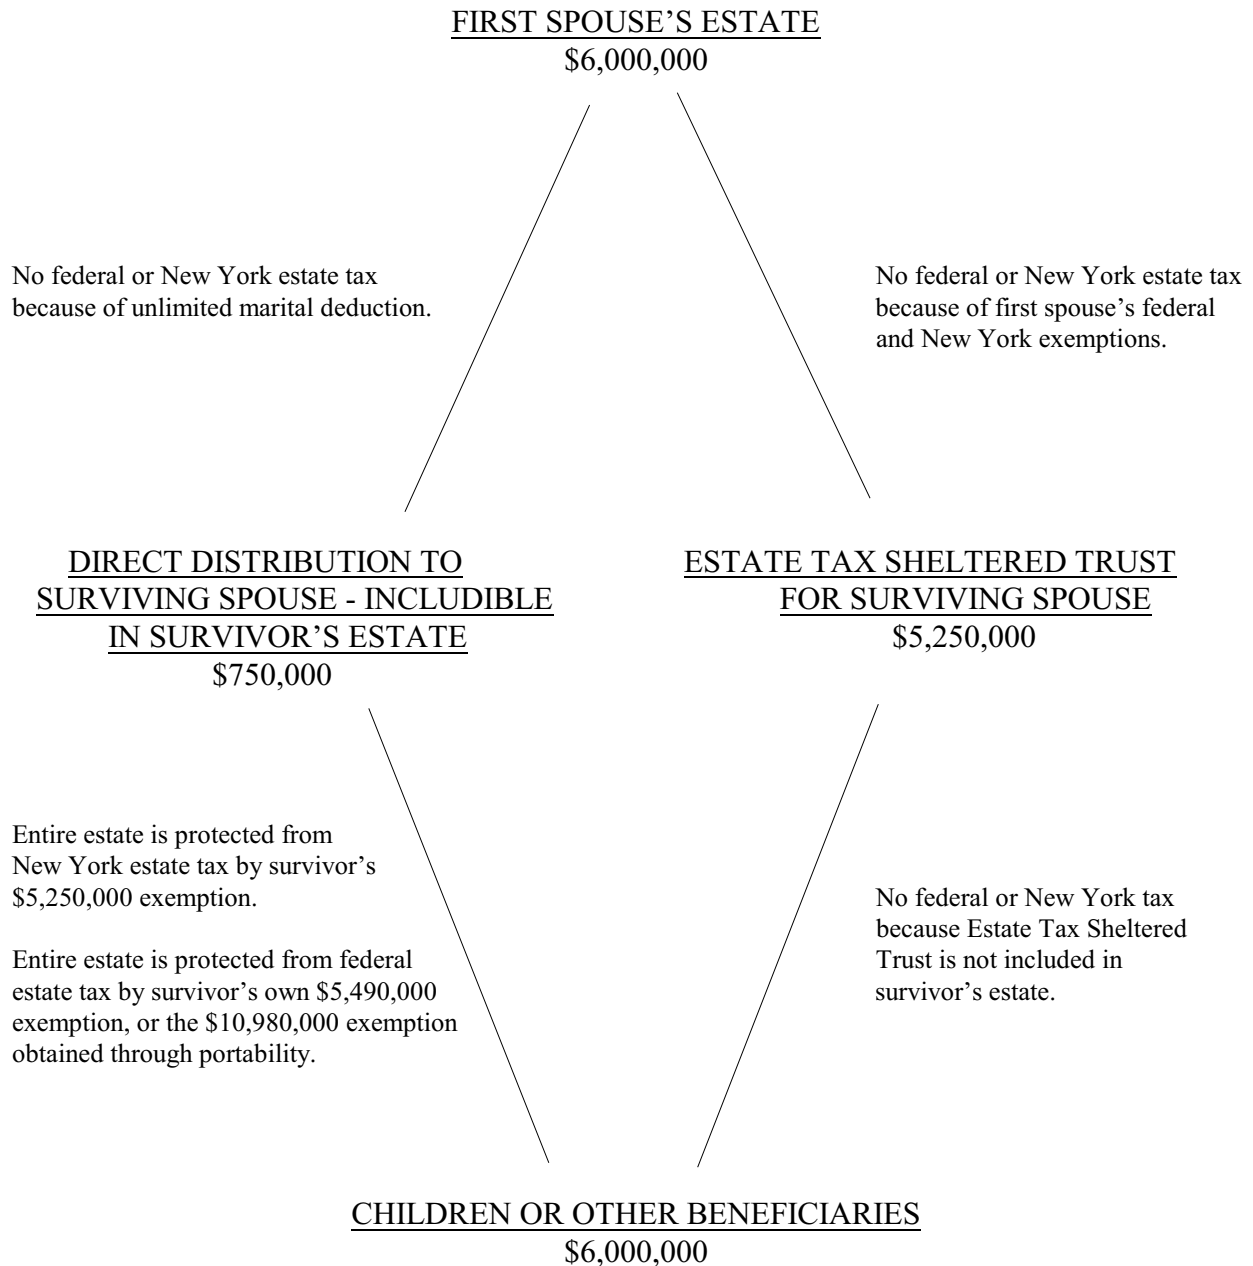 FIRST SPOUSE’S ESTATE
$6,000,000
No federal or New York estate tax
because of unlimited marital deduction.
No federal or New York estate tax
because of first spouse’s federal
and New York exemptions.
DIRECT DISTRIBUTION TO
SURVIVING SPOUSE - INCLUDIBLE
IN SURVIVOR’S ESTATE
$750,000
ESTATE TAX SHELTERED TRUST
FOR SURVIVING SPOUSE
$5,250,000
Entire estate is protected from
New York estate tax by survivor’s
$5,250,000 exemption.
Entire estate is protected from federal
estate tax by survivor’s own $5,490,000
exemption, or the $10,980,000 exemption
obtained through portability.
No federal or New York tax
because Estate Tax Sheltered
Trust is not included in
survivor’s estate.
CHILDREN OR OTHER BENEFICIARIES
$6,000,000